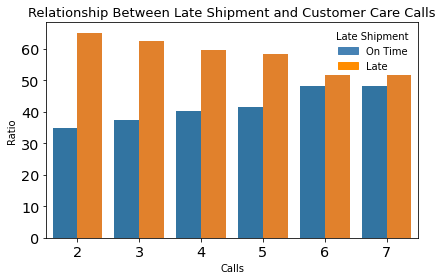 Relationship Between Late Shipment and Customer Care Calls
Late Shipment
On Time
Late
60
50
40
30
20
10
0
Ratio
2 3 4 5 6 7
Calls